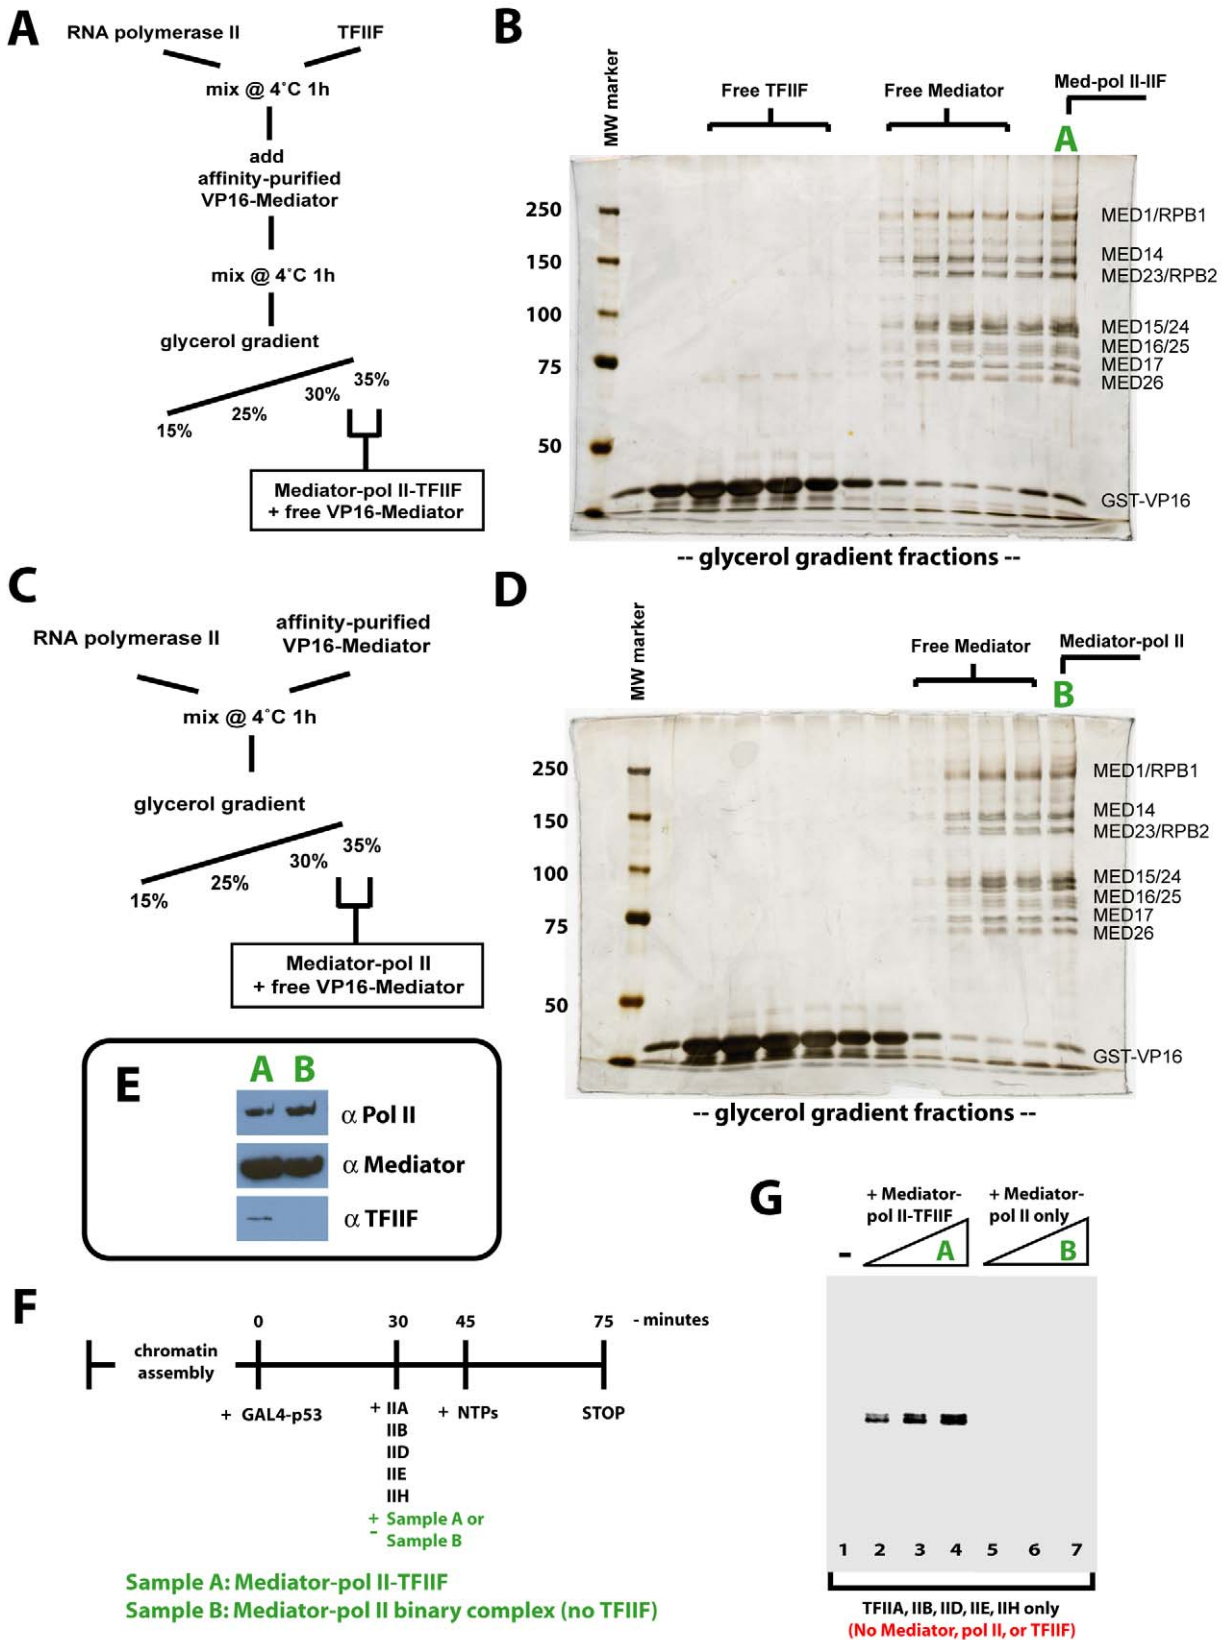 A
RNA polymerase II
TFIIF
mix @ 4°C 1h
add
affinity-purified
VP16-Mediator
mix @ 4°C 1h
glycerol gradient
15%
25%
30%
35%
Mediator-pol II-TFIIF
+ free VP16-Mediator
B
MW marker
Free TFIIF
Free Mediator
Med-pol II-IIF
A
250
150
100
75
50
MED1/RPB1
MED14
MED23/RPB2
MED15/24
MED16/25
MED17
MED26
GST-VP16
-- glycerol gradient fractions --
C
RNA polymerase II
affinity-purified
VP16-Mediator
mix @ 4°C 1h
glycerol gradient
15%
25%
30%
35%
Mediator-pol II
+ free VP16-Mediator
D
MW marker
Free Mediator
Mediator-pol II
B
250
150
100
75
50
MED1/RPB1
MED14
MED23/RPB2
MED15/24
MED16/25
MED17
MED26
GST-VP16
-- glycerol gradient fractions --
E
A B
α Pol II
α Mediator
α TFIIF
F
0 30 45 75 - minutes
chromatin
assembly
+ GAL4-p53
+ IIA
IIB
IID
IIE
IIH
+ NTPs
STOP
+ Sample A or
- Sample B
Sample A: Mediator-pol II-TFIIF
Sample B: Mediator-pol II binary complex (no TFIIF)
G
+ Mediator-
pol II-TFIIF
+ Mediator-
pol II only
-
A
B
1 2 3 4 5 6 7
TFIIA, IIB, IID, IIE, IIH only
(No Mediator, pol II, or TFIIF)